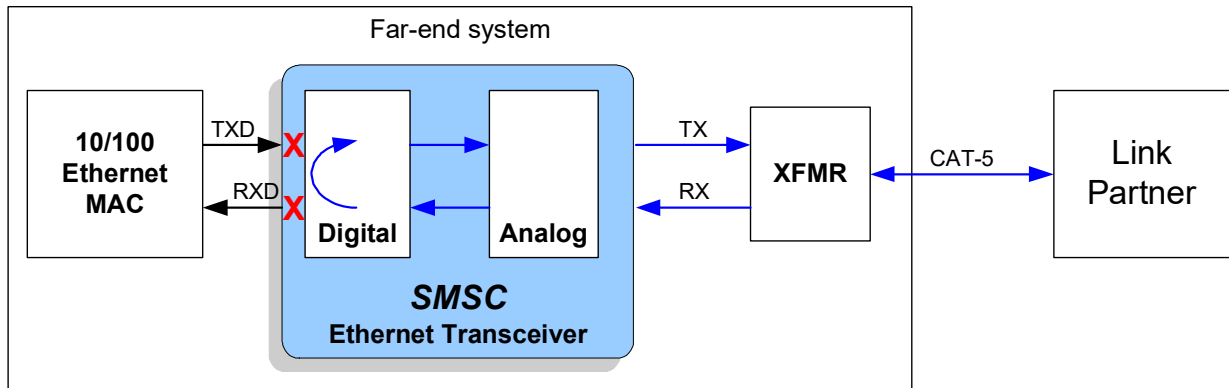 Far-end system
10/100
Ethernet
MAC
TXD
RXD
X
X
Digital
Analog
SMSC
Ethernet Transceiver
TX
RX
XFMR
CAT-5
Link
Partner